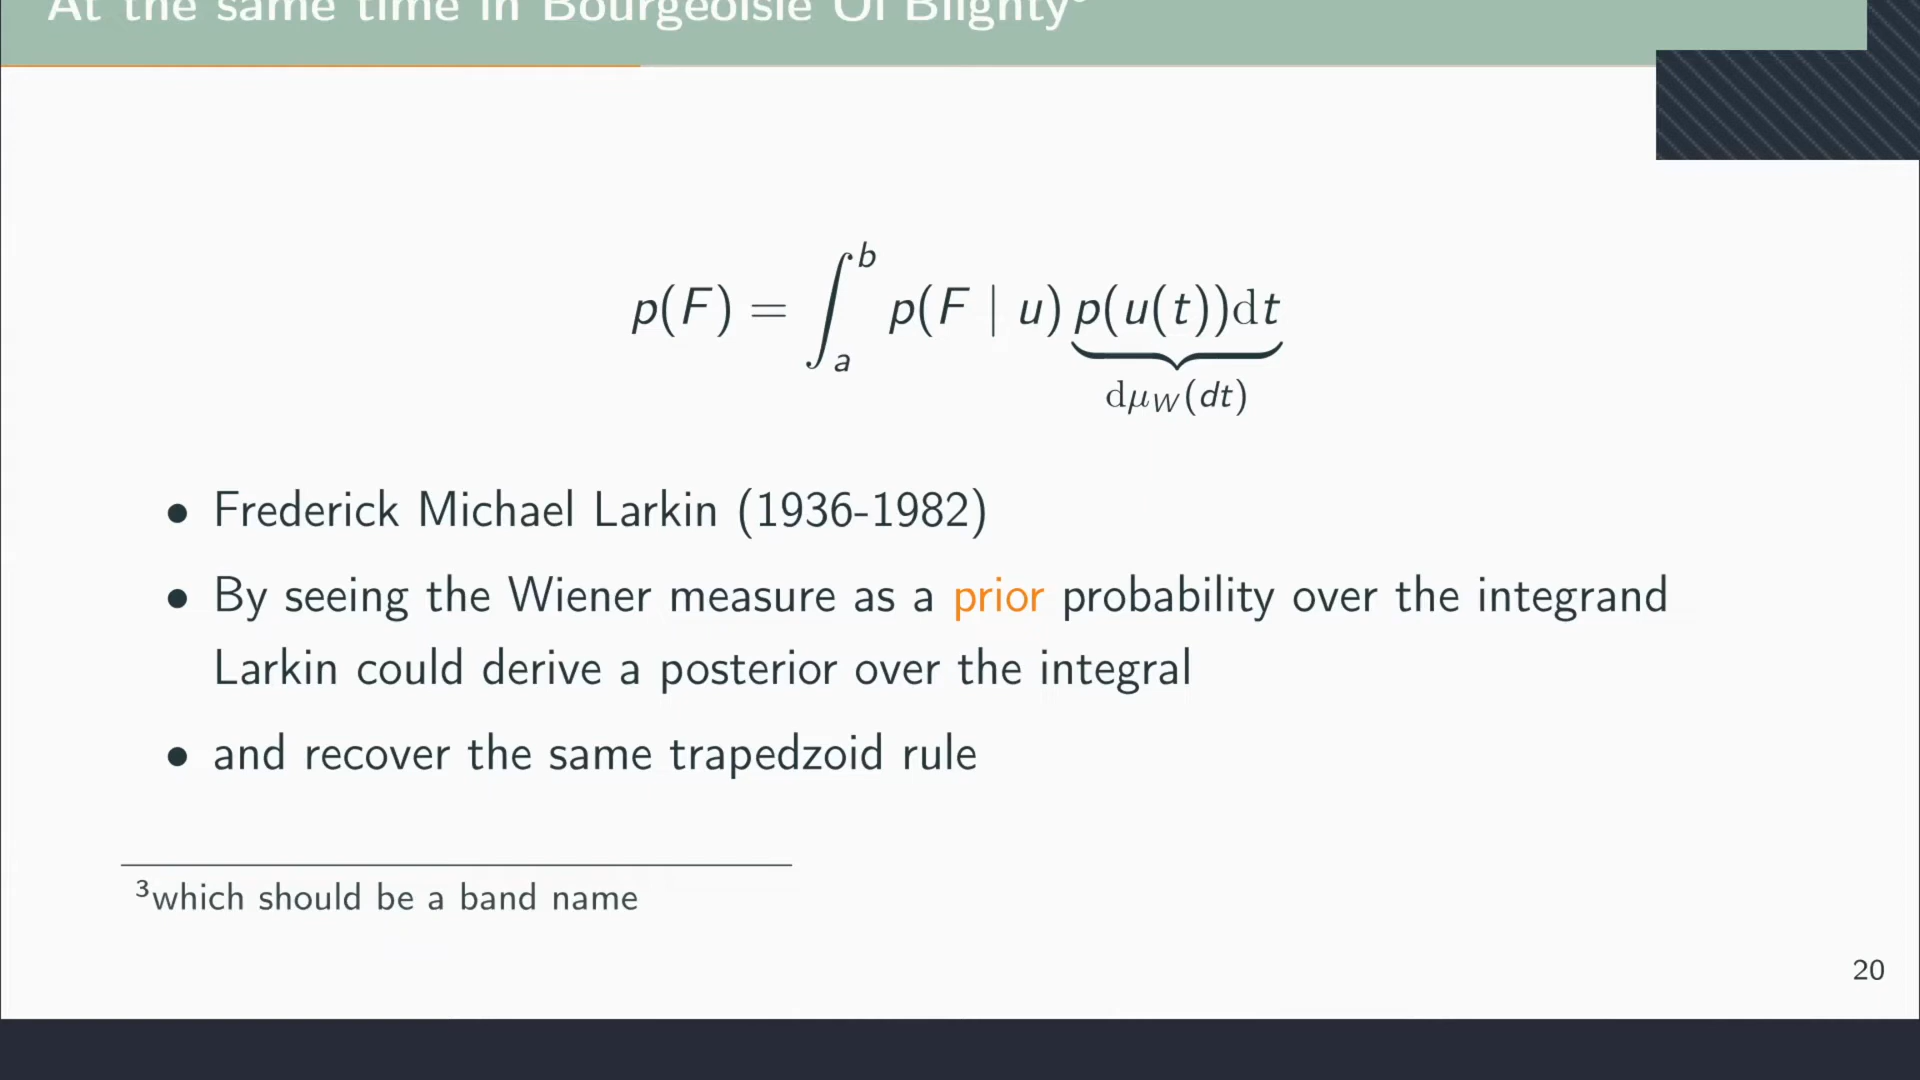 At the same time in Bourgeoisie Ol Blighty³
p(F) = ∫_a^b p(F | u) p(u(t))dt
dμ_W(dt)
• Frederick Michael Larkin (1936-1982)
• By seeing the Wiener measure as a prior probability over the integrand
Larkin could derive a posterior over the integral
• and recover the same trapedzoid rule
³which should be a band name
20